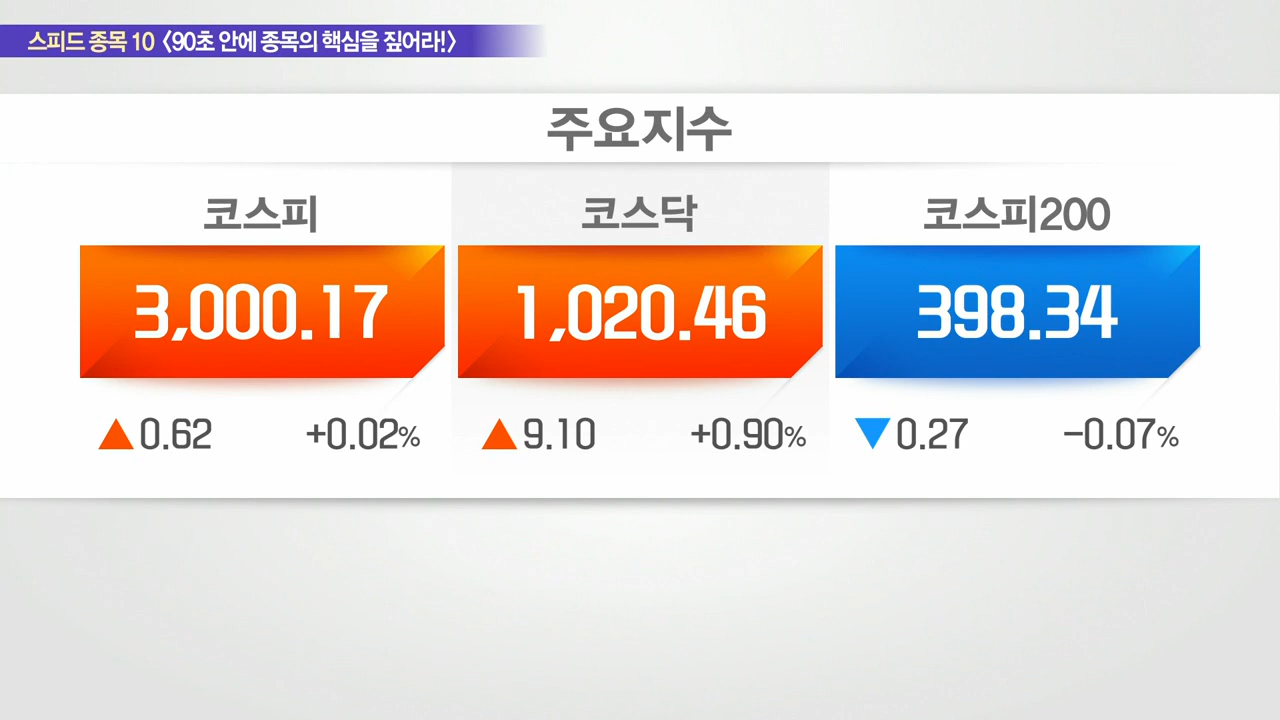 스피드 종목 10 〈90초 안에 종목의 핵심을 짚어라!〉
주요지수
코스피
3,000.17
▲ 0.62 +0.02%
코스닥
1,020.46
▲ 9.10 +0.90%
코스피200
398.34
▼ 0.27 -0.07%